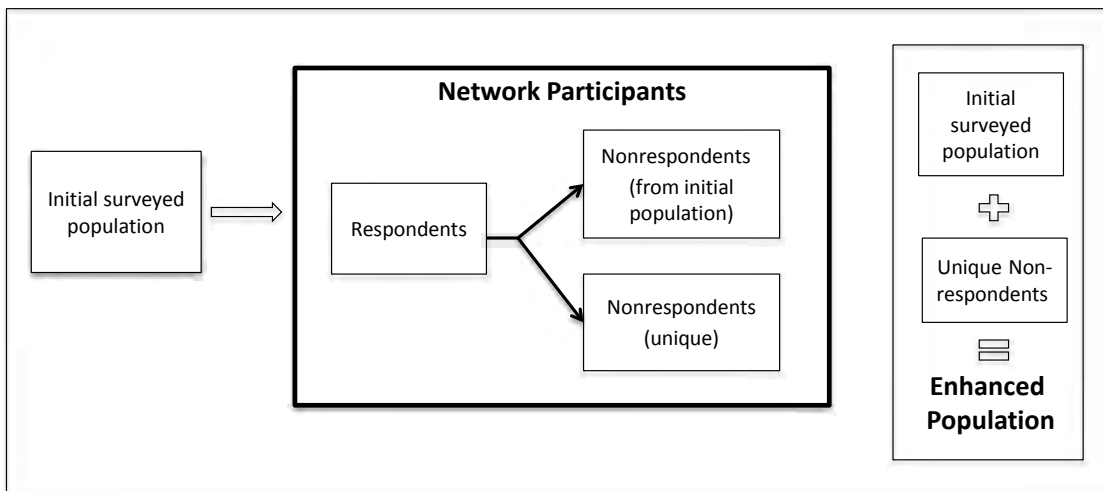 Initial surveyed
population
Network Participants
Respondents
Nonrespondents
(from initial
population)
Nonrespondents
(unique)
Initial
surveyed
population
Unique Non-
respondents
Enhanced
Population